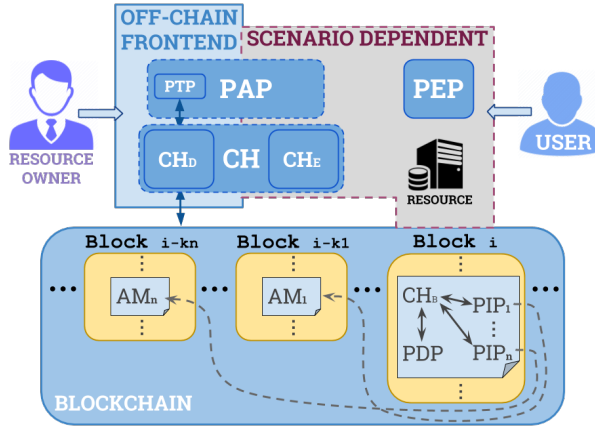 OFF-CHAIN
FRONTEND
SCENARIO DEPENDENT
PTP
PAP
PEP
CHD
CH
CHE
RESOURCE
OWNER
USER
RESOURCE
Block i-kn
Block i-k1
Block i
AMn
AM1
CHB
PIP1
PDP
PIPn
BLOCKCHAIN